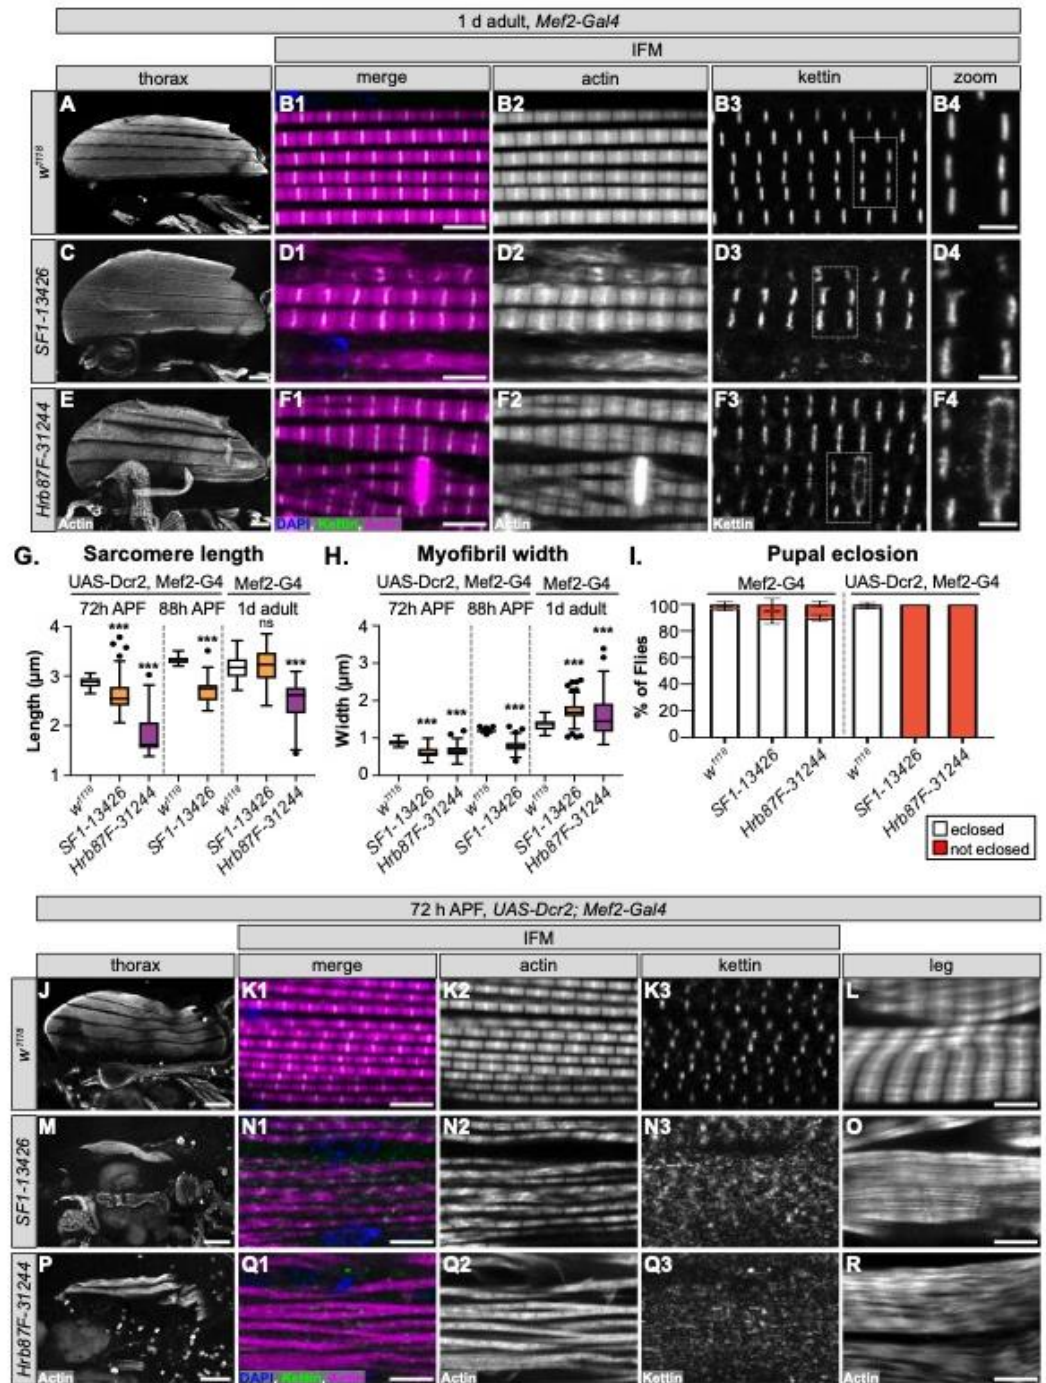 1 d adult, Mef2-Gal4
IFM
thorax merge actin kettin zoom
w1118
A B1 B2 B3 B4
SF1-13426
C D1 D2 D3 D4
Hrb87F-31244
E F1 F2 F3 F4
Actin DAPI, Kettin, Actin Kettin
G. Sarcomere length
UAS-Dcr2, Mef2-G4 Mef2-G4
72h APF 88h APF 1d adult
ns
*** *** *** ***
Length (µm)
4
3
2
1
w1118 SF1-13426 Hrb87F-31244 w1118 SF1-13426 w1118 SF1-13426 Hrb87F-31244
H. Myofibril width
UAS-Dcr2, Mef2-G4 Mef2-G4
72h APF 88h APF 1d adult
*** *** *** *** ***
Width (µm)
4
3
2
1
0
w1118 SF1-13426 Hrb87F-31244 w1118 SF1-13426 w1118 SF1-13426 Hrb87F-31244
I. Pupal eclosion
Mef2-G4 UAS-Dcr2, Mef2-G4
% of Flies
100
80
60
40
20
0
w1118 SF1-13426 Hrb87F-31244 w1118 SF1-13426 Hrb87F-31244
eclosed
not eclosed
72 h APF, UAS-Dcr2; Mef2-Gal4
IFM
thorax merge actin kettin leg
w1118
J K1 K2 K3 L
SF1-13426
M N1 N2 N3 O
Hrb87F-31244
P Q1 Q2 Q3 R
Actin DAPI, Kettin, Actin Kettin Actin